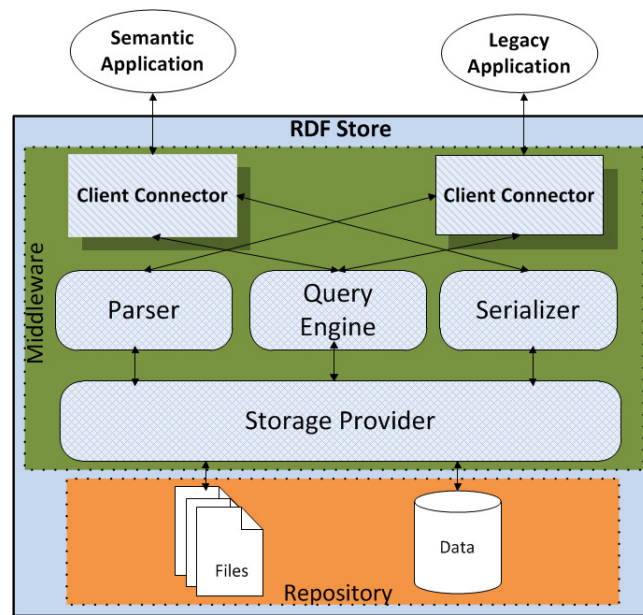 Semantic
Application
Legacy
Application
RDF Store
Middleware
Client Connector
Client Connector
Parser
Query
Engine
Serializer
Storage Provider
Files
Data
Repository